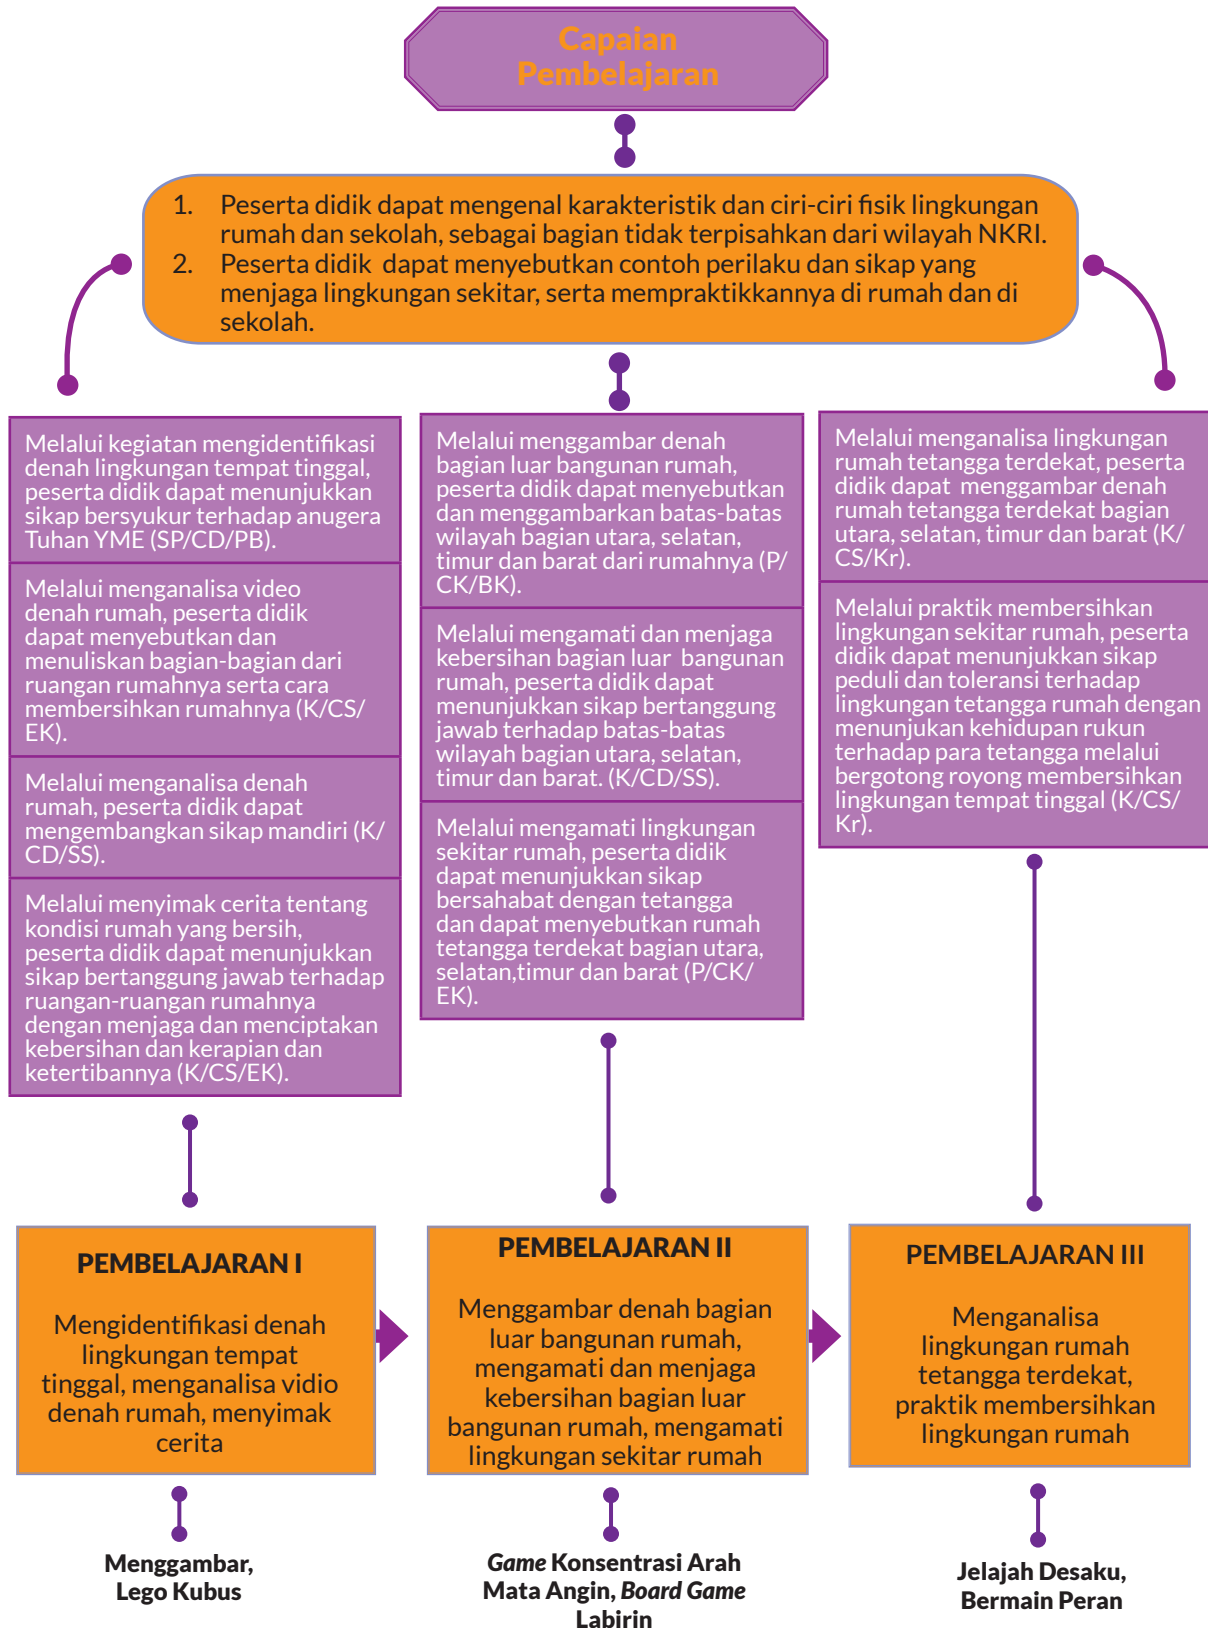 Capaian
Pembelajaran
1. Peserta didik dapat mengenal karakteristik dan ciri-ciri fisik lingkungan
rumah dan sekolah, sebagai bagian tidak terpisahkan dari wilayah NKRI.
2. Peserta didik dapat menyebutkan contoh perilaku dan sikap yang
menjaga lingkungan sekitar, serta mempraktikkannya di rumah dan di
sekolah.
Melalui kegiatan mengidentifikasi
denah lingkungan tempat tinggal,
peserta didik dapat menunjukkan
sikap bersyukur terhadap anugera
Tuhan YME (SP/CD/PB).
Melalui menganalisa video
denah rumah, peserta didik
dapat menyebutkan dan
menuliskan bagian-bagian dari
ruangan rumahnya serta cara
membersihkan rumahnya (K/CS/
EK).
Melalui menganalisa denah
rumah, peserta didik dapat
mengembangkan sikap mandiri (K/
CD/SS).
Melalui menyimak cerita tentang
kondisi rumah yang bersih,
peserta didik dapat menunjukkan
sikap bertanggung jawab terhadap
ruangan-ruangan rumahnya
dengan menjaga dan menciptakan
kebersihan dan kerapian dan
ketertibannya (K/CS/EK).
Melalui menggambar denah
bagian luar bangunan rumah,
peserta didik dapat menyebutkan
dan menggambarkan batas-batas
wilayah bagian utara, selatan,
timur dan barat dari rumahnya (P/
CK/BK).
Melalui mengamati dan menjaga
kebersihan bagian luar bangunan
rumah, peserta didik dapat
menunjukkan sikap bertanggung
jawab terhadap batas-batas
wilayah bagian utara, selatan,
timur dan barat. (K/CD/SS).
Melalui mengamati lingkungan
sekitar rumah, peserta didik
dapat menunjukkan sikap
bersahabat dengan tetangga
dan dapat menyebutkan rumah
tetangga terdekat bagian utara,
selatan,timur dan barat (P/CK/
EK).
Melalui menganalisa lingkungan
rumah tetangga terdekat, peserta
didik dapat menggambar denah
rumah tetangga terdekat bagian
utara, selatan, timur dan barat (K/
CS/Kr).
Melalui praktik membersihkan
lingkungan sekitar rumah, peserta
didik dapat menunjukkan sikap
peduli dan toleransi terhadap
lingkungan tetangga rumah dengan
menunjukan kehidupan rukun
terhadap para tetangga melalui
bergotong royong membersihkan
lingkungan tempat tinggal (K/CS/
Kr).
PEMBELAJARAN I
Mengidentifikasi denah
lingkungan tempat
tinggal, menganalisa vidio
denah rumah, menyimak
cerita
PEMBELAJARAN II
Menggambar denah bagian
luar bangunan rumah,
mengamati dan menjaga
kebersihan bagian luar
bangunan rumah, mengamati
lingkungan sekitar rumah
PEMBELAJARAN III
Menganalisa
lingkungan rumah
tetangga terdekat,
praktik membersihkan
lingkungan rumah
Menggambar,
Lego Kubus
Game Konsentrasi Arah
Mata Angin, Board Game
Labirin
Jelajah Desaku,
Bermain Peran